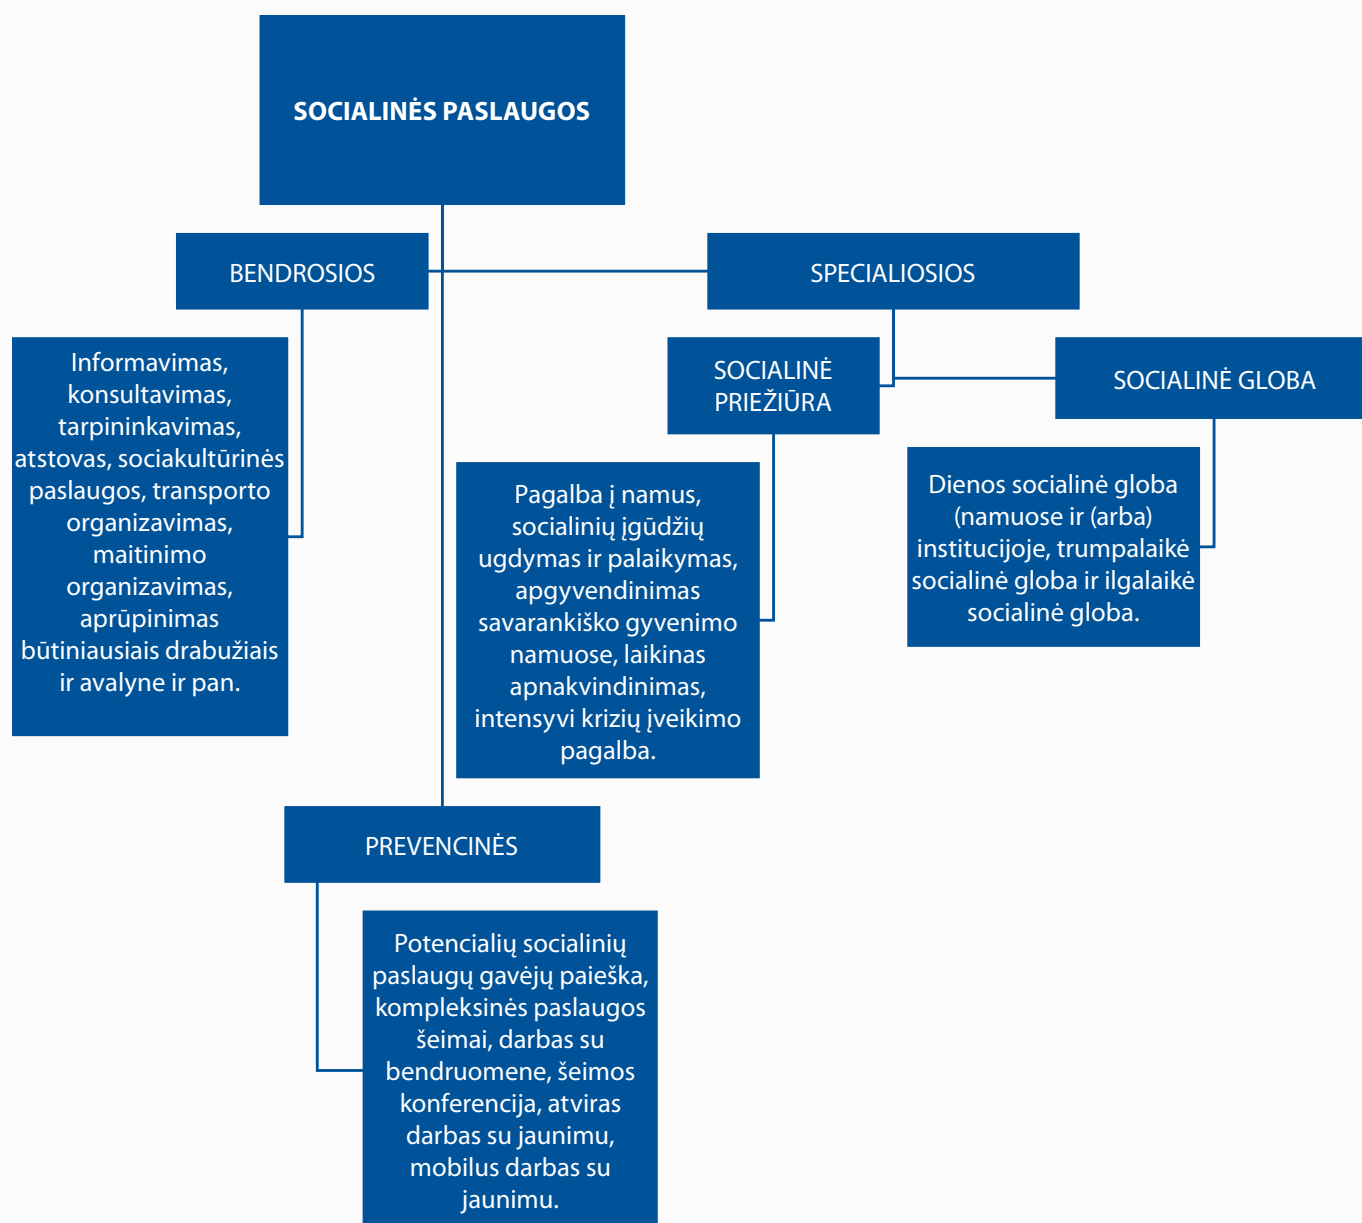 SOCIALINĖS PASLAUGOS
BENDROSIOS
SPECIALIOSIOS
Informavimas,
konsultavimas,
tarpininkavimas,
atstovas, sociakultūrinės
paslaugos, transporto
organizavimas,
maitinimo
organizavimas,
aprūpinimas
būtiniausiais drabužiais
ir avalyne ir pan.
SOCIALINĖ
PRIEŽIŪRA
SOCIALINĖ GLOBA
Pagalba į namus,
socialinių įgūdžių
ugdymas ir palaikymas,
apgyvendinimas
savarankiško gyvenimo
namuose, laikinas
apnakvindinimas,
intensyvi krizių įveikimo
pagalba.
Dienos socialinė globa
(namuose ir (arba)
institucijoje, trumpalaikė
socialinė globa ir ilgalaikė
socialinė globa.
PREVENCINĖS
Potencialių socialinių
paslaugų gavėjų paieška,
kompleksinės paslaugos
šeimai, darbas su
bendruomene, šeimos
konferencija, atviras
darbas su jaunimu,
mobilus darbas su
jaunimu.